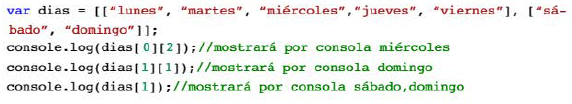 var dias = [["lunes", "martes", "miércoles","jueves", "viernes"], ["sá-
bado", "domingo"]];
console.log(dias[0][2]);//mostrará por consola miércoles
console.log(dias[1][1]);//mostrará por consola domingo
console.log(dias[1]);//mostrará por consola sábado,domingo